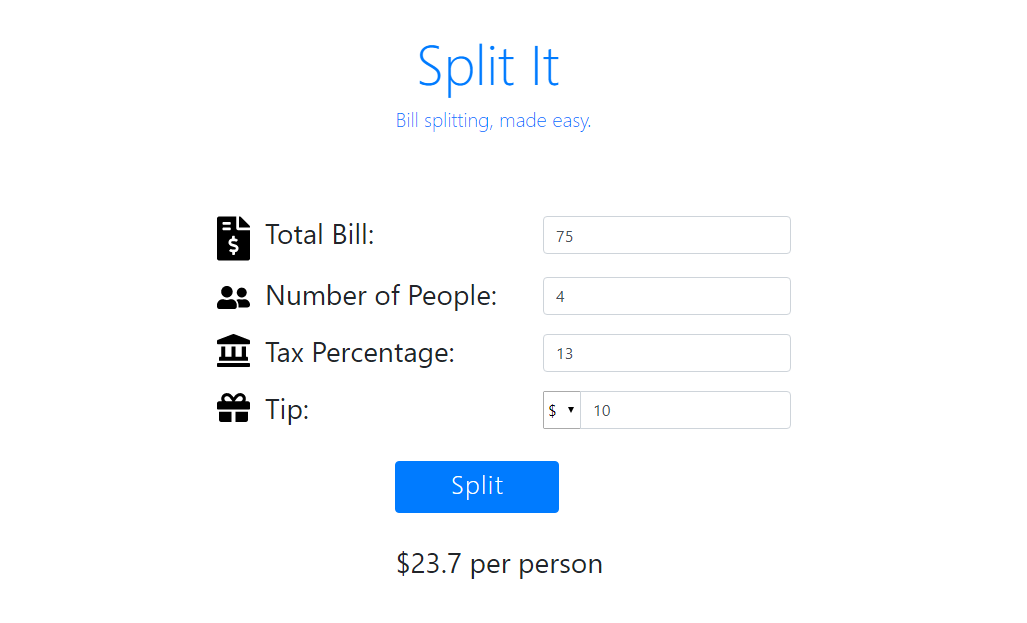 Split It
Bill splitting, made easy.
$ Total Bill: 75
Number of People: 4
Tax Percentage: 13
Tip: $ 10
Split
$23.7 per person